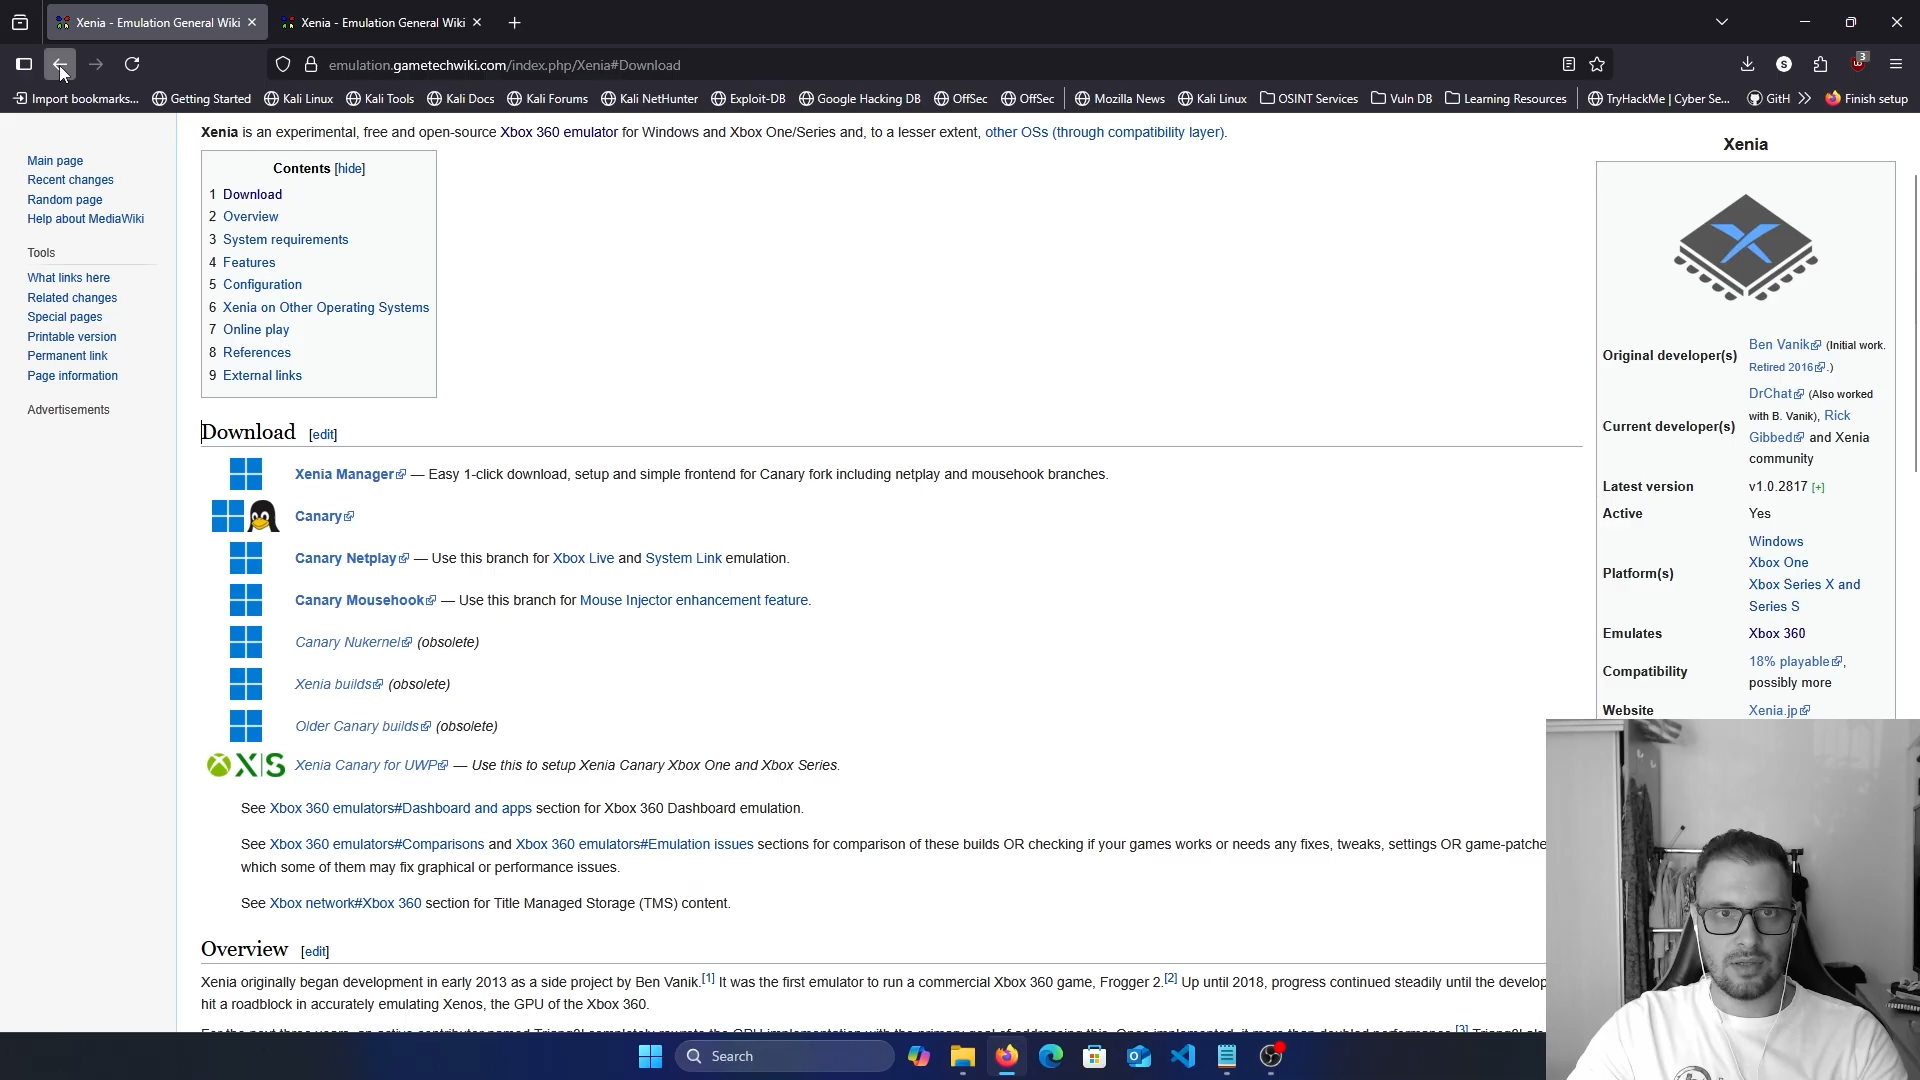 Xenia - Emulation General Wiki
Xenia - Emulation General Wiki
emulation.gametechwiki.com/index.php/Xenia#Download
S
3
Import bookmarks...
Getting Started
Kali Linux
Kali Tools
Kali Docs
Kali Forums
Kali NetHunter
Exploit-DB
Google Hacking DB
OffSec
OffSec
Mozilla News
Kali Linux
OSINT Services
Vuln DB
Learning Resources
TryHackMe | Cyber Se...
GitH
Finish setup
Main page
Recent changes
Random page
Help about MediaWiki
Tools
What links here
Related changes
Special pages
Printable version
Permanent link
Page information
Advertisements
Xenia is an experimental, free and open-source Xbox 360 emulator for Windows and Xbox One/Series and, to a lesser extent, other OSs (through compatibility layer).
Contents [hide]
1 Download
2 Overview
3 System requirements
4 Features
5 Configuration
6 Xenia on Other Operating Systems
7 Online play
8 References
9 External links
Download [edit]
Xenia Manager — Easy 1-click download, setup and simple frontend for Canary fork including netplay and mousehook branches.
Canary
Canary Netplay — Use this branch for Xbox Live and System Link emulation.
Canary Mousehook — Use this branch for Mouse Injector enhancement feature.
Canary Nukernel (obsolete)
Xenia builds (obsolete)
Older Canary builds (obsolete)
X|S Xenia Canary for UWP — Use this to setup Xenia Canary Xbox One and Xbox Series.
See Xbox 360 emulators#Dashboard and apps section for Xbox 360 Dashboard emulation.
See Xbox 360 emulators#Comparisons and Xbox 360 emulators#Emulation issues sections for comparison of these builds OR checking if your games works or needs any fixes, tweaks, settings OR game-patche
which some of them may fix graphical or performance issues.
See Xbox network#Xbox 360 section for Title Managed Storage (TMS) content.
Overview [edit]
Xenia originally began development in early 2013 as a side project by Ben Vanik.[1] It was the first emulator to run a commercial Xbox 360 game, Frogger 2.[2] Up until 2018, progress continued steadily until the develop
hit a roadblock in accurately emulating Xenos, the GPU of the Xbox 360.
Xenia
Original developer(s)
Ben Vanik (Initial work.
Retired 2016.)
Current developer(s)
DrChat (Also worked
with B. Vanik), Rick
Gibbed and Xenia
community
Latest version
v1.0.2817 [+]
Active
Yes
Platform(s)
Windows
Xbox One
Xbox Series X and
Series S
Emulates
Xbox 360
Compatibility
18% playable,
possibly more
Website
Xenia.jp
Search